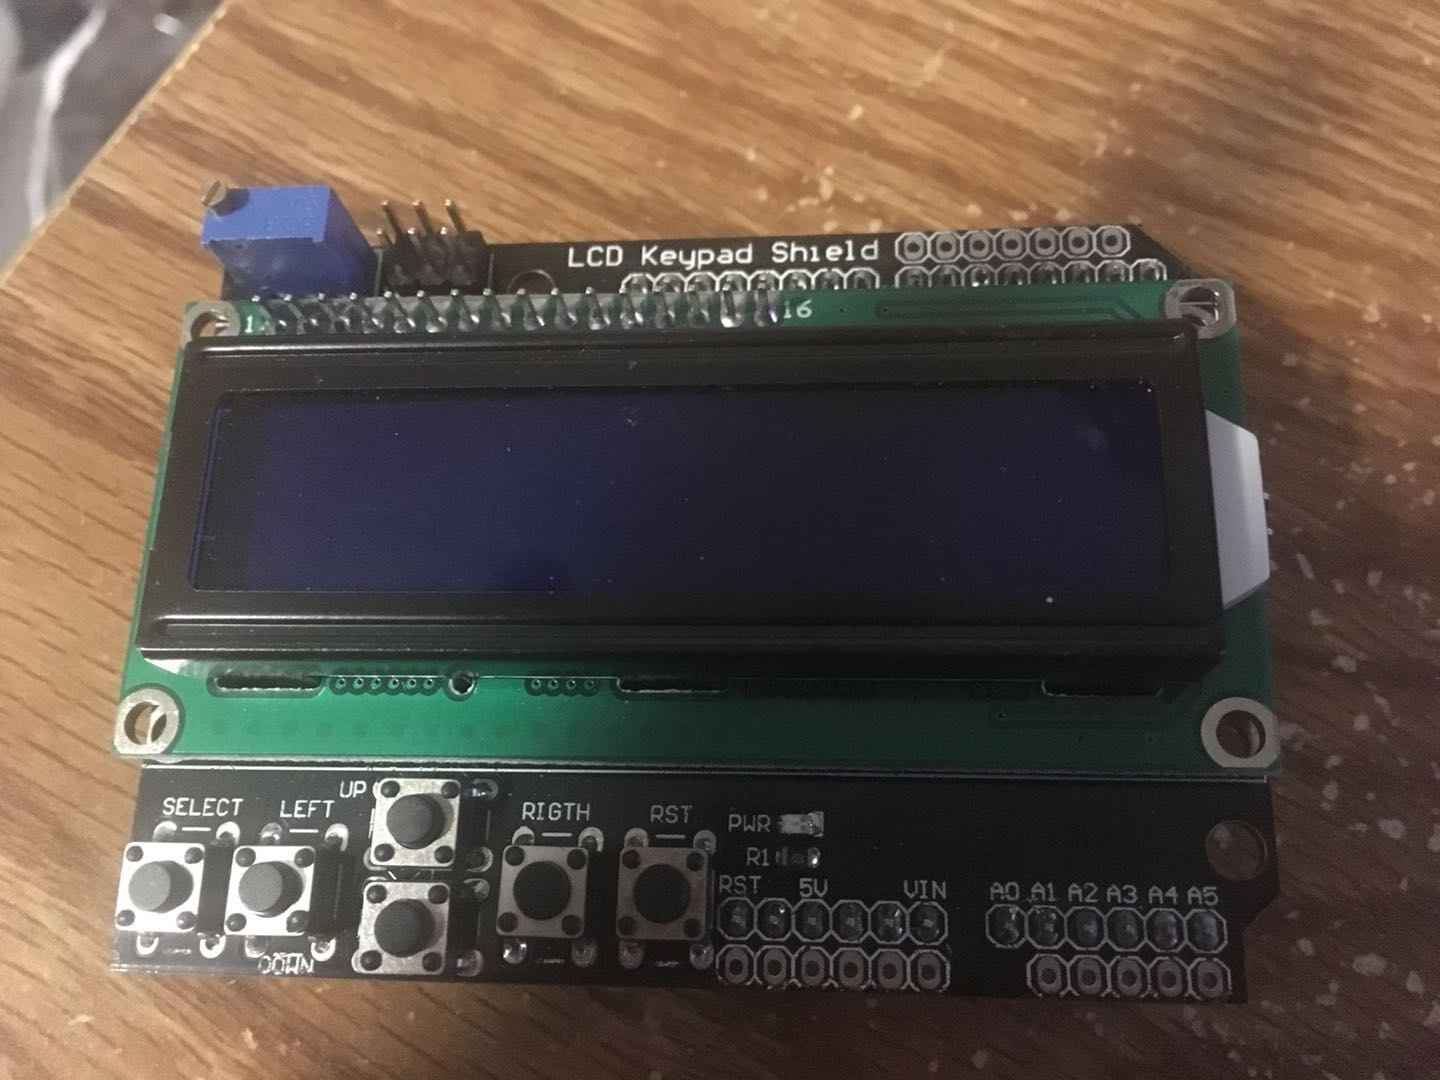 LCD Keypad Shield
1
16
UP
SELECT
LEFT
RIGTH
RST
PWR
R1
RST 5V VIN
A0 A1 A2 A3 A4 A5
DOWN